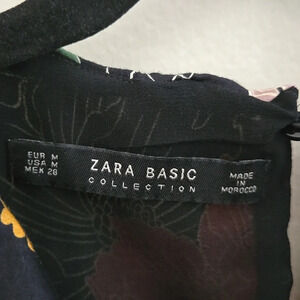 EUR M
USA M
MEX 28
ZARA BASIC
COLLECTION
MADE
IN
MOROCCO